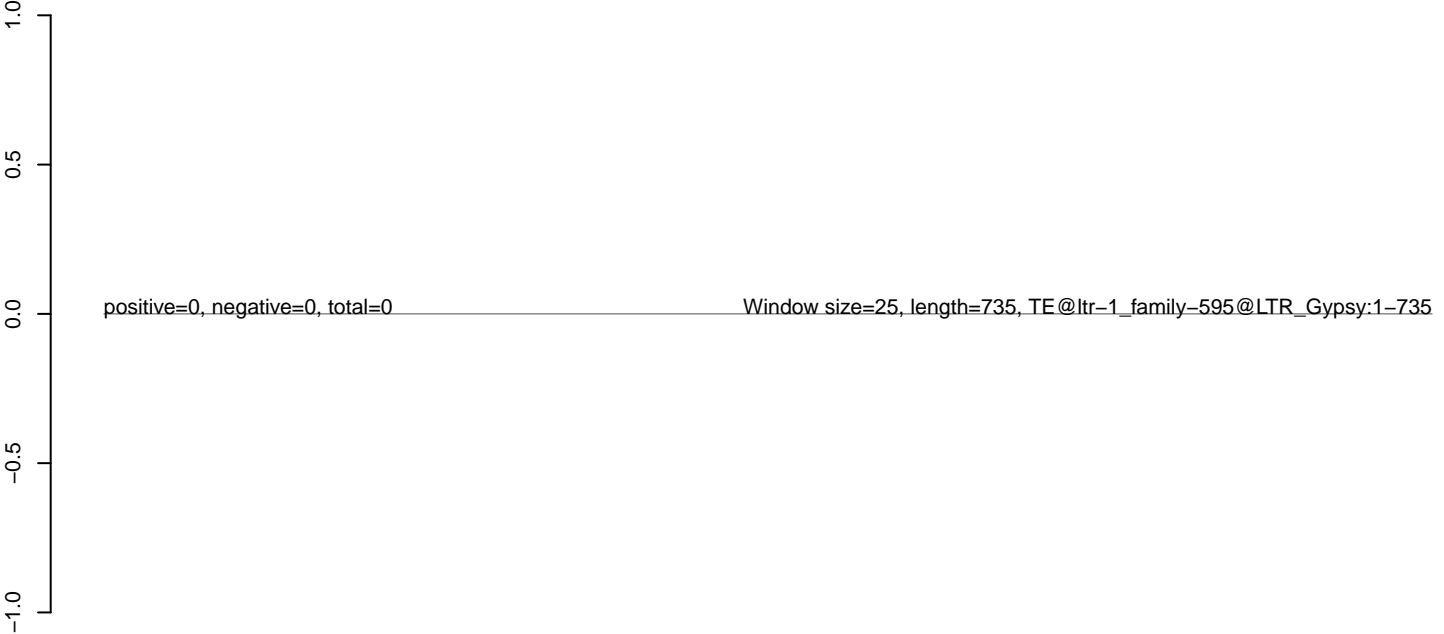 1.0
0.5
0.0
−0.5
−1.0
positive=0, negative=0, total=0
Window size=25, length=735, TE@ltr−1_family−595@LTR_Gypsy:1−735